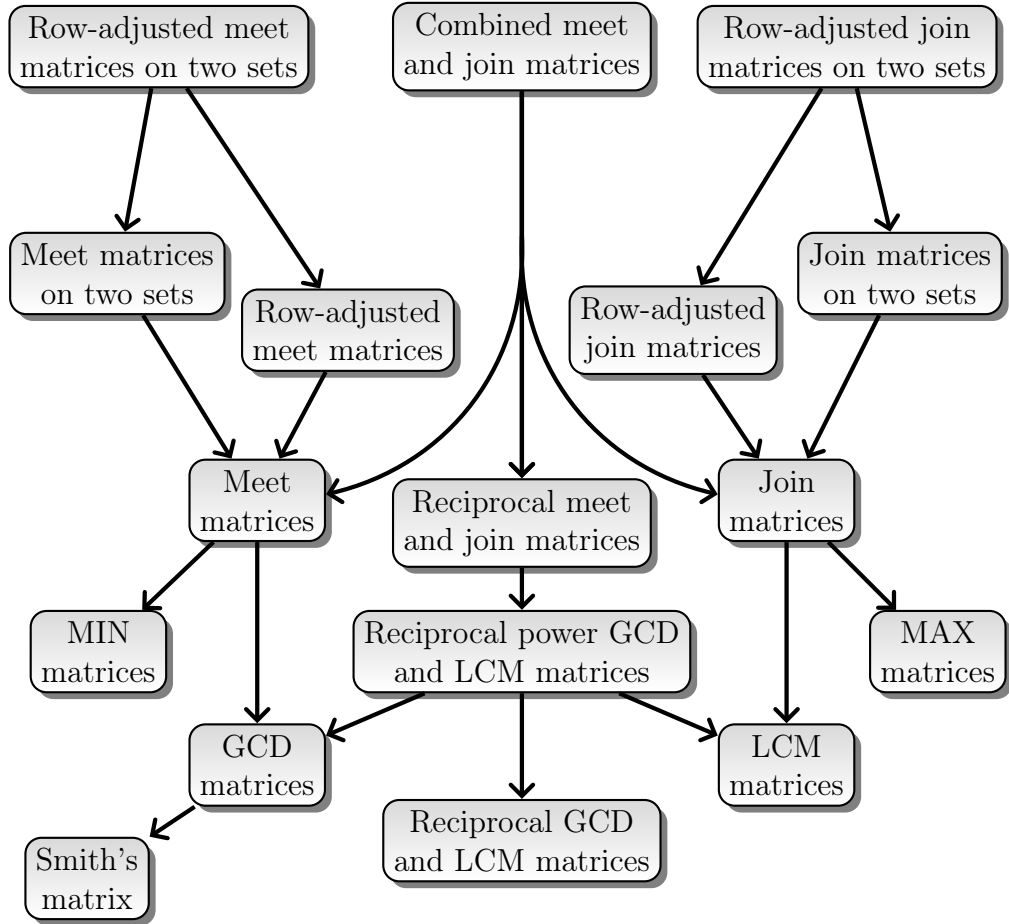 Row-adjusted meet
matrices on two sets
Combined meet
and join matrices
Row-adjusted join
matrices on two sets
Meet matrices
on two sets
Row-adjusted
meet matrices
Row-adjusted
join matrices
Join matrices
on two sets
Meet
matrices
Reciprocal meet
and join matrices
Join
matrices
MIN
matrices
Reciprocal power GCD
and LCM matrices
MAX
matrices
GCD
matrices
LCM
matrices
Reciprocal GCD
and LCM matrices
Smith's
matrix